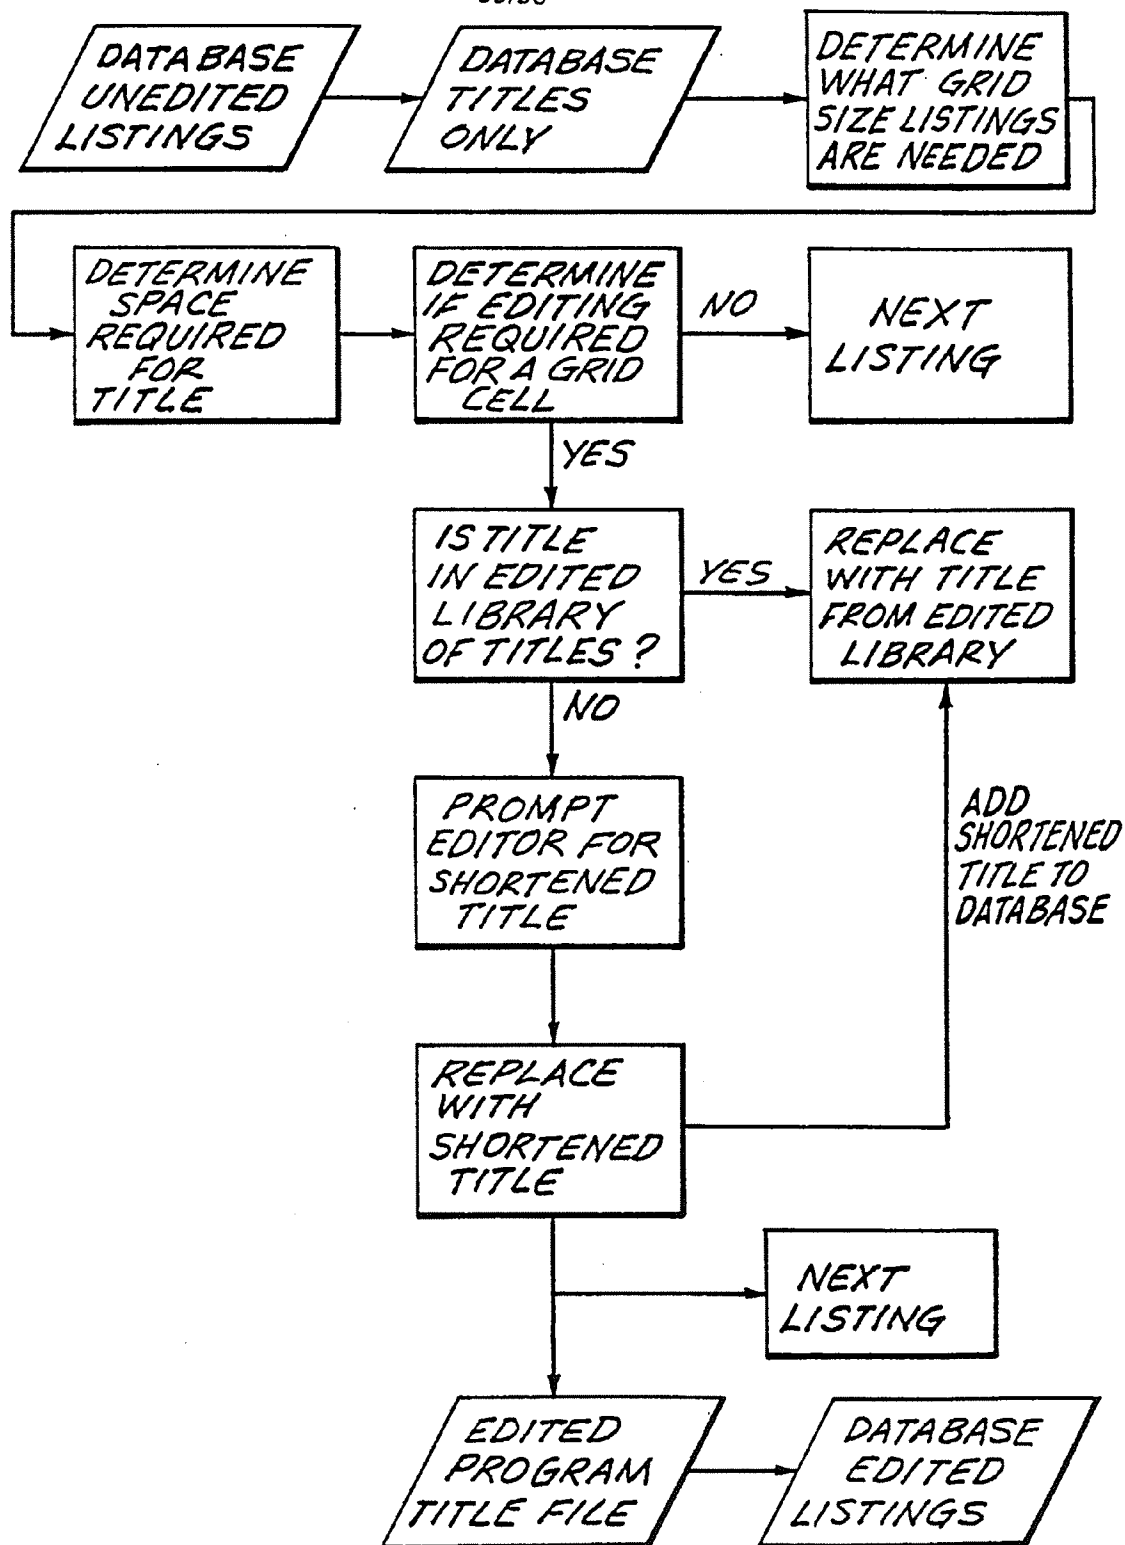 DATABASE
UNEDITED
LISTINGS
DATABASE
TITLES
ONLY
DETERMINE
WHAT GRID
SIZE LISTINGS
ARE NEEDED
DETERMINE
SPACE
REQUIRED
FOR
TITLE
DETERMINE
IF EDITING
REQUIRED
FOR A GRID
CELL
NO
NEXT
LISTING
YES
IS TITLE
IN EDITED
LIBRARY
OF TITLES?
YES
REPLACE
WITH TITLE
FROM EDITED
LIBRARY
NO
PROMPT
EDITOR FOR
SHORTENED
TITLE
ADD
SHORTENED
TITLE TO
DATABASE
REPLACE
WITH
SHORTENED
TITLE
NEXT
LISTING
EDITED
PROGRAM
TITLE FILE
DATABASE
EDITED
LISTINGS